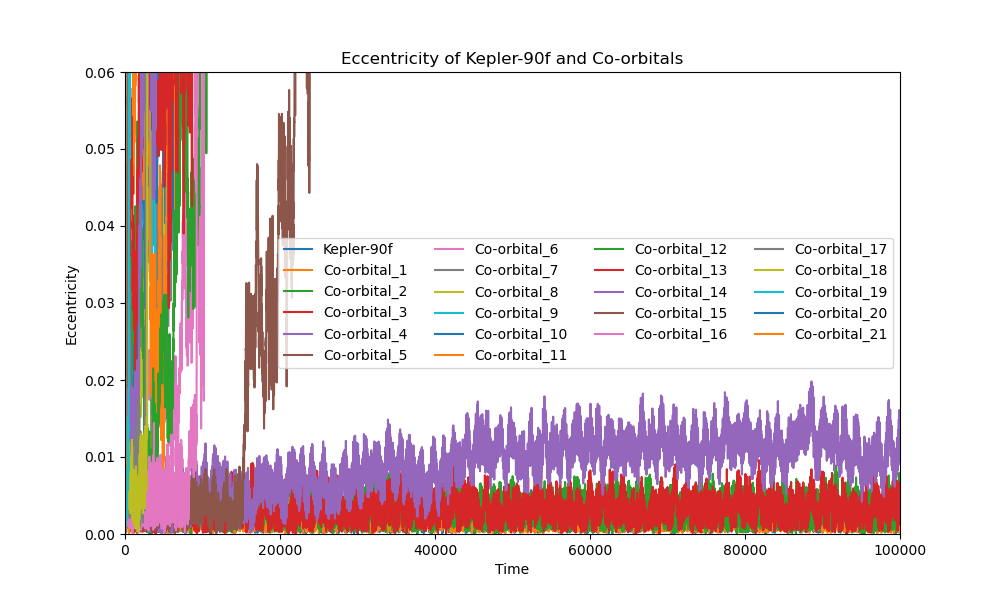 Eccentricity of Kepler-90f and Co-orbitals
Eccentricity
0.06
0.05
0.04
0.03
0.02
0.01
0.00
Kepler-90f
Co-orbital_1
Co-orbital_2
Co-orbital_3
Co-orbital_4
Co-orbital_5
Co-orbital_6
Co-orbital_7
Co-orbital_8
Co-orbital_9
Co-orbital_10
Co-orbital_11
Co-orbital_12
Co-orbital_13
Co-orbital_14
Co-orbital_15
Co-orbital_16
Co-orbital_17
Co-orbital_18
Co-orbital_19
Co-orbital_20
Co-orbital_21
0
20000
40000
60000
80000
100000
Time